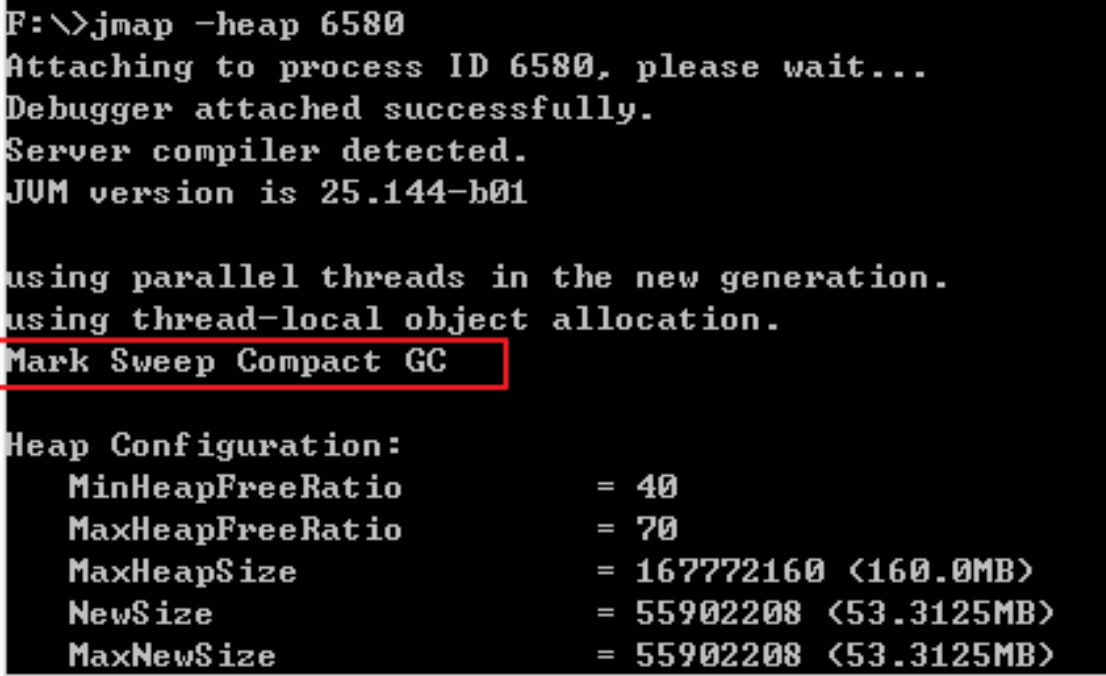 F:\>jmap -heap 6580
Attaching to process ID 6580, please wait...
Debugger attached successfully.
Server compiler detected.
JVM version is 25.144-b01
using parallel threads in the new generation.
using thread-local object allocation.
Mark Sweep Compact GC
Heap Configuration:
MinHeapFreeRatio = 40
MaxHeapFreeRatio = 70
MaxHeapSize = 167772160 (160.0MB)
NewSize = 55902208 (53.3125MB)
MaxNewSize = 55902208 (53.3125MB)